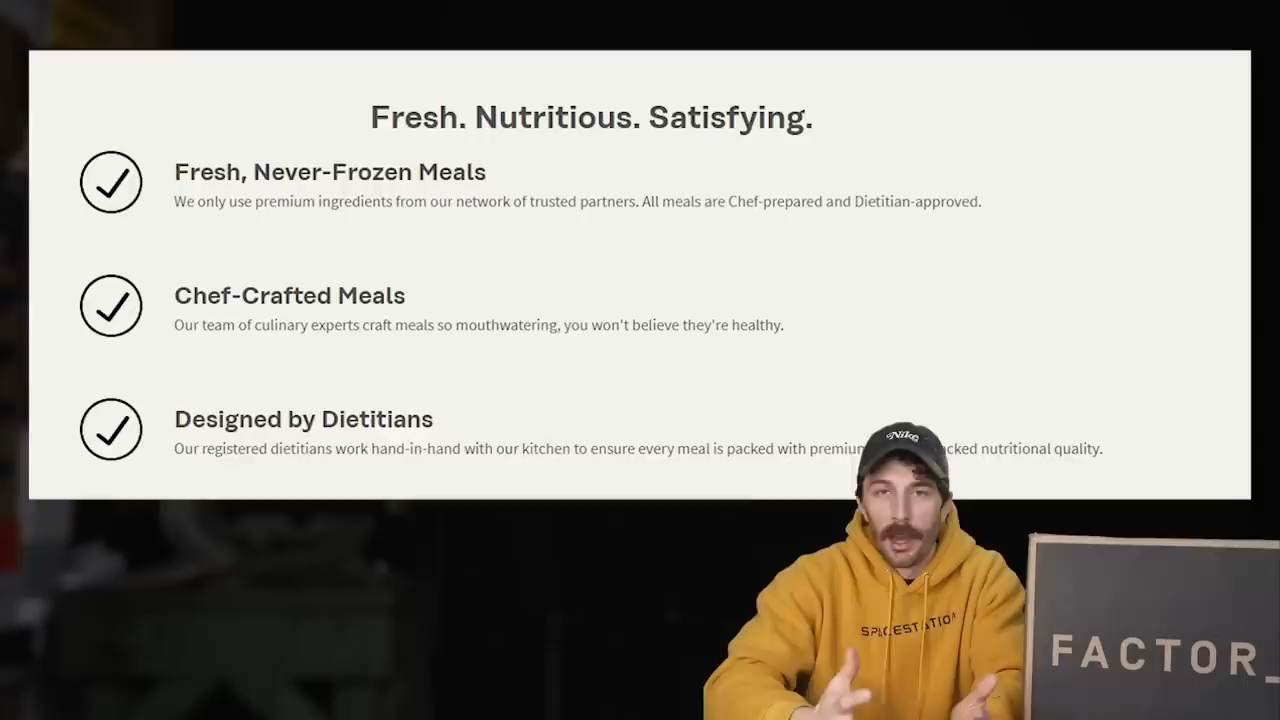 Fresh. Nutritious. Satisfying.
Fresh, Never-Frozen Meals
We only use premium ingredients from our network of trusted partners. All meals are Chef-prepared and Dietitian-approved.
Chef-Crafted Meals
Our team of culinary experts craft meals so mouthwatering, you won't believe they're healthy.
Designed by Dietitians
Our registered dietitians work hand-in-hand with our kitchen to ensure every meal is packed with premium nutritional quality.
Nike
SPACESTATION
FACTOR_